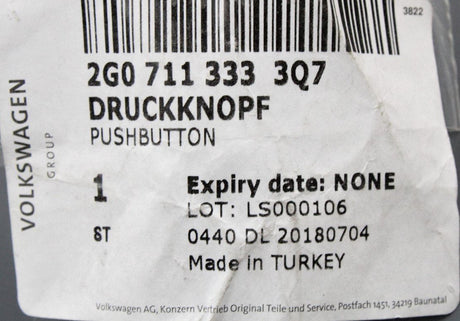 3822
2G0 711 333 3Q7
DRUCKKNOPF
PUSHBUTTON
VOLKSWAGEN
GROUP
1 Expiry date: NONE
LOT: LS000106
ST 0440 DL 20180704
Made in TURKEY
Volkswagen AG, Konzern Vertrieb Original Teile und Service, Postfach 1451, 34219 Baunatal